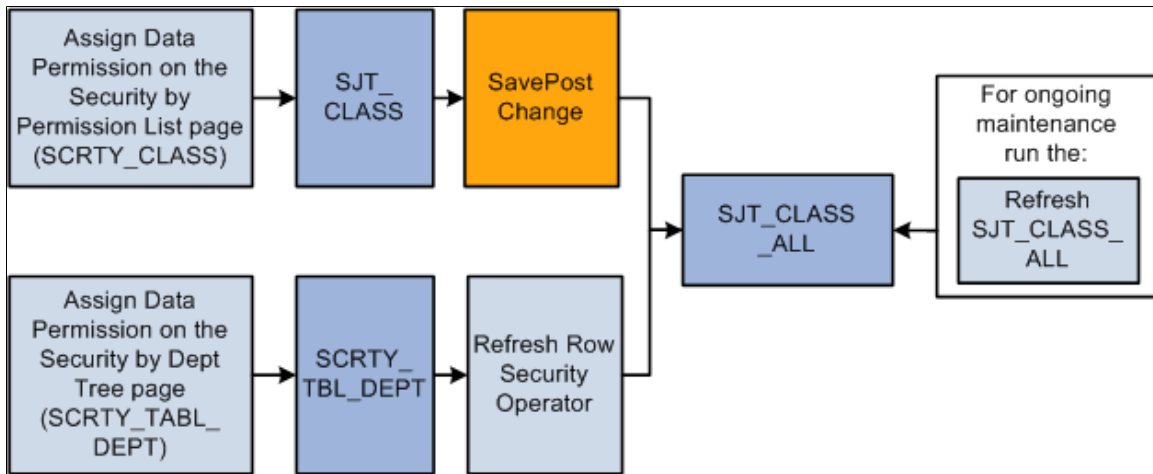 Assign Data
Permission on the
Security by
Permission List page
(SCRTY_CLASS)
SJT_
CLASS
SavePost
Change
Assign Data
Permission on the
Security by Dept
Tree page
(SCRTY_TABL_
DEPT)
SCRTY_
TBL_DEPT
Refresh Row
Security
Operator
SJT_CLASS
_ALL
For ongoing
maintenance
run the:
Refresh
SJT_CLASS_
ALL